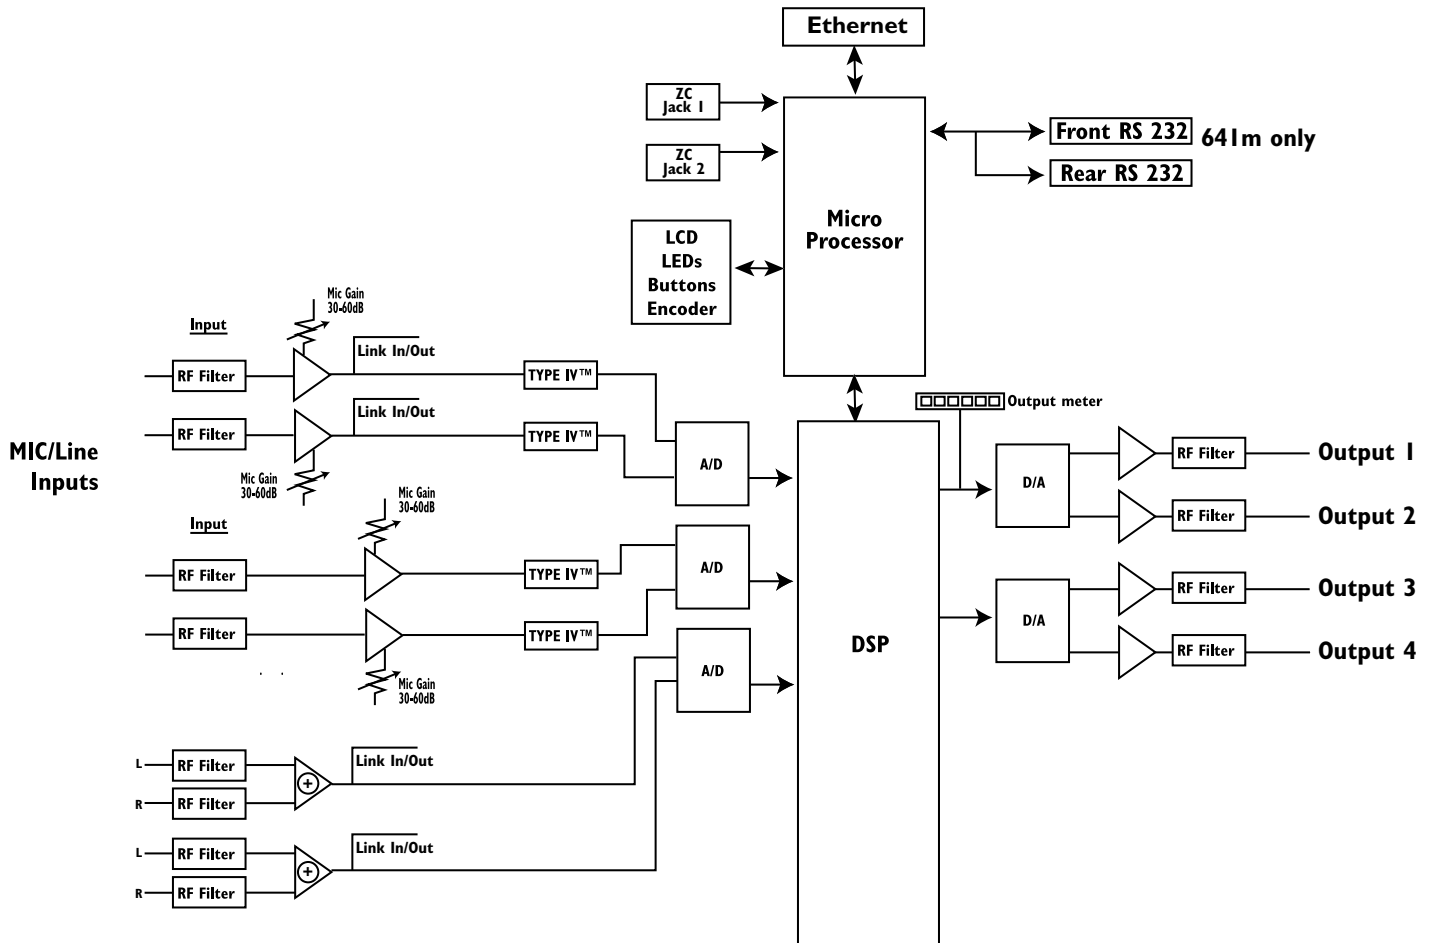 Ethernet
ZC
Jack 1
ZC
Jack 2
Front RS 232
641m only
Rear RS 232
Micro
Processor
LCD
LEDs
Buttons
Encoder
Mic Gain
30-60dB
Input
Link In/Out
RF Filter
TYPE IV™
Link In/Out
RF Filter
TYPE IV™
MIC/Line
Inputs
Mic Gain
30-60dB
A/D
Output meter
D/A
RF Filter
Output 1
RF Filter
Output 2
Mic Gain
30-60dB
Input
RF Filter
TYPE IV™
A/D
RF Filter
TYPE IV™
Mic Gain
30-60dB
A/D
DSP
D/A
RF Filter
Output 3
RF Filter
Output 4
L
RF Filter
Link In/Out
R
RF Filter
L
RF Filter
Link In/Out
R
RF Filter